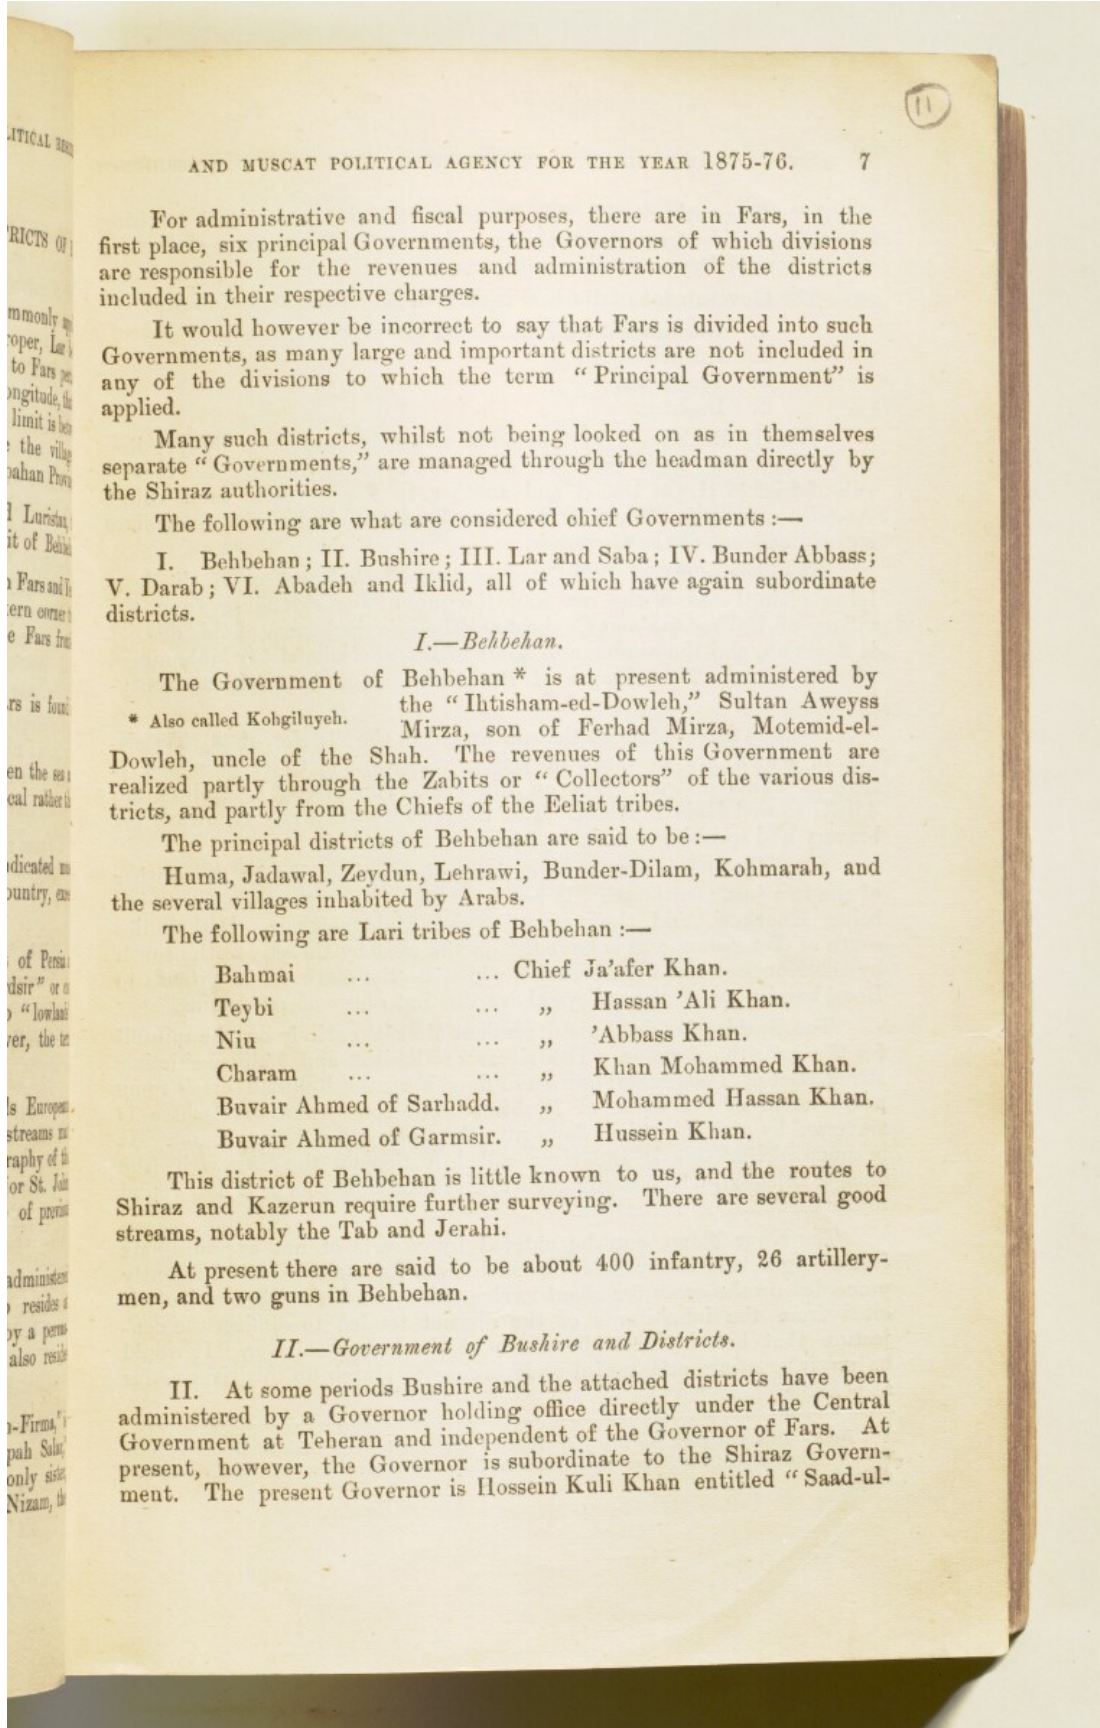 11
AND MUSCAT POLITICAL AGENCY FOR THE YEAR 1875-76. 7
For administrative and fiscal purposes, there are in Fars, in the
first place, six principal Governments, the Governors of which divisions
are responsible for the revenues and administration of the districts
included in their respective charges.
It would however be incorrect to say that Fars is divided into such
Governments, as many large and important districts are not included in
any of the divisions to which the term “Principal Government” is
applied.
Many such districts, whilst not being looked on as in themselves
separate “Governments,” are managed through the headman directly by
the Shiraz authorities.
The following are what are considered chief Governments :—
I. Behbehan; II. Bushire; III. Lar and Saba; IV. Bunder Abbass;
V. Darab; VI. Abadeh and Iklid, all of which have again subordinate
districts.
I.—Behbehan.
The Government of Behbehan * is at present administered by
the “Ihtisham-ed-Dowleh,” Sultan Aweyss
* Also called Kohgiluyeh.
Mirza, son of Ferhad Mirza, Motemid-el-
Dowleh, uncle of the Shah. The revenues of this Government are
realized partly through the Zabits or “Collectors” of the various dis-
tricts, and partly from the Chiefs of the Eeliat tribes.
The principal districts of Behbehan are said to be:—
Huma, Jadawal, Zeydun, Lehrawi, Bunder-Dilam, Kohmarah, and
the several villages inhabited by Arabs.
The following are Lari tribes of Behbehan :—
Bahmai ... ... Chief Ja’afer Khan.
Teybi ... ... „ Hassan ’Ali Khan.
Niu ... ... „ ’Abbass Khan.
Charam ... ... „ Khan Mohammed Khan.
Buvair Ahmed of Sarhadd. „ Mohammed Hassan Khan.
Buvair Ahmed of Garmsir. „ Hussein Khan.
This district of Behbehan is little known to us, and the routes to
Shiraz and Kazerun require further surveying. There are several good
streams, notably the Tab and Jerahi.
At present there are said to be about 400 infantry, 26 artillery-
men, and two guns in Behbehan.
II.—Government of Bushire and Districts.
II. At some periods Bushire and the attached districts have been
administered by a Governor holding office directly under the Central
Government at Teheran and independent of the Governor of Fars. At
present, however, the Governor is subordinate to the Shiraz Govern-
ment. The present Governor is Hossein Kuli Khan entitled “Saad-ul-